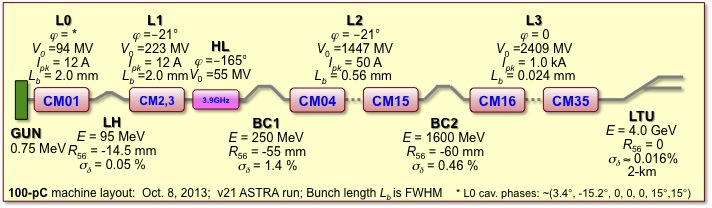 L0
φ = *
V0 =94 MV
Ipk = 12 A
Lb= 2.0 mm
L1
φ=−21°
V0 =223 MV
Ipk = 12 A
Lb=2.0 mm
HL
φ=−165°
V0 =55 MV
L2
φ = −21°
V0 =1447 MV
Ipk = 50 A
Lb= 0.56 mm
L3
φ = 0
V0 =2409 MV
Ipk = 1.0 kA
Lb = 0.024 mm
CM01
CM2,3
3.9GHz
CM04
CM15
CM16
CM35
GUN
0.75 MeV
LH
E = 95 MeV
R56 = -14.5 mm
σδ = 0.05 %
BC1
E = 250 MeV
R56 = -55 mm
σδ = 1.4 %
BC2
E = 1600 MeV
R56 = -60 mm
σδ = 0.46 %
LTU
E = 4.0 GeV
R56 = 0
σδ ≈ 0.016%
2-km
100-pC machine layout: Oct. 8, 2013; v21 ASTRA run; Bunch length Lb is FWHM
* L0 cav. phases: ~(3.4°, -15.2°, 0, 0, 0, 15°,15°)